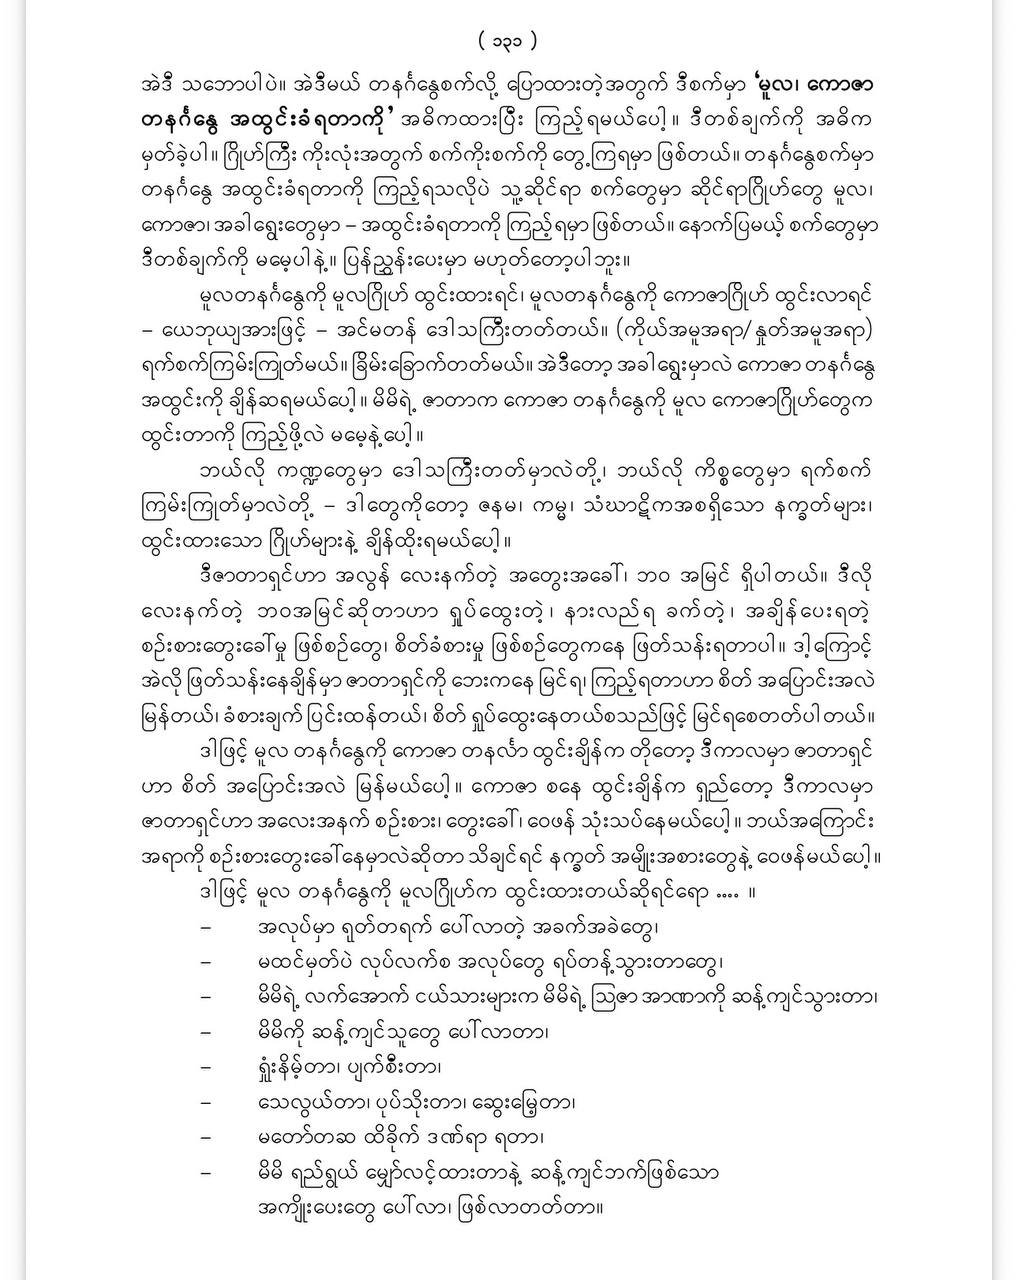 ( ၁၃၁ )
အဲဒီ သဘောပါပဲ။ အဲဒီမယ် တနင်္ဂနွေစက်လို့ ပြောထားတဲ့အတွက် ဒီစက်မှာ ‘မူလ၊ ကောဇာ
တနင်္ဂနွေ အထွင်းခံရတာကို’ အဓိကထားပြီး ကြည့်ရမယ်ပေါ့။ ဒီတစ်ချက်ကို အဓိက
မှတ်ခဲ့ပါ။ ဂြိုဟ်ကြီး ကိုးလုံးအတွက် စက်ကိုးစက်ကို တွေ့ကြရမှာ ဖြစ်တယ်။ တနင်္ဂနွေစက်မှာ
တနင်္ဂနွေ အထွင်းခံရတာကို ကြည့်ရသလိုပဲ သူ့ဆိုင်ရာ စက်တွေမှာ ဆိုင်ရာဂြိုဟ်တွေ မူလ၊
ကောဇာ၊ အခါရွေးတွေမှာ – အထွင်းခံရတာကို ကြည့်ရမှာ ဖြစ်တယ်။ နောက်ပြမယ့် စက်တွေမှာ
ဒီတစ်ချက်ကို မမေ့ပါနဲ့။ ပြန်ညွှန်းပေးမှာ မဟုတ်တော့ပါဘူး။
မူလတနင်္ဂနွေကို မူလဂြိုဟ် ထွင်းထားရင်၊ မူလတနင်္ဂနွေကို ကောဇာဂြိုဟ် ထွင်းလာရင်
– ယေဘုယျအားဖြင့် – အင်မတန် ဒေါသကြီးတတ်တယ်။ (ကိုယ်အမူအရာ/နှုတ်အမူအရာ)
ရက်စက်ကြမ်းကြုတ်မယ်။ ခြိမ်းခြောက်တတ်မယ်။ အဲဒီတော့ အခါရွေးမှာလဲ ကောဇာ တနင်္ဂနွေ
အထွင်းကို ချိန်ဆရမယ်ပေါ့။ မိမိရဲ့ ဇာတာက ကောဇာ တနင်္ဂနွေကို မူလ ကောဇာဂြိုဟ်တွေက
ထွင်းတာကို ကြည့်ဖို့လဲ မမေ့နဲ့ပေါ့။
ဘယ်လို ကဏ္ဍတွေမှာ ဒေါသကြီးတတ်မှာလဲတို့၊ ဘယ်လို ကိစ္စတွေမှာ ရက်စက်
ကြမ်းကြုတ်မှာလဲတို့ – ဒါတွေကိုတော့ ဇနမ၊ ကမ္မ၊ သံဃာဋိကအစရှိသော နက္ခတ်များ၊
ထွင်းထားသော ဂြိုဟ်များနဲ့ ချိန်ထိုးရမယ်ပေါ့။
ဒီဇာတာရှင်ဟာ အလွန် လေးနက်တဲ့ အတွေးအခေါ်၊ ဘဝ အမြင် ရှိပါတယ်။ ဒီလို
လေးနက်တဲ့ ဘဝအမြင်ဆိုတာဟာ ရှုပ်ထွေးတဲ့၊ နားလည်ရ ခက်တဲ့၊ အချိန်ပေးရတဲ့
စဉ်းစားတွေးခေါ်မှု ဖြစ်စဉ်တွေ၊ စိတ်ခံစားမှု ဖြစ်စဉ်တွေကနေ ဖြတ်သန်းရတာပါ။ ဒါ့ကြောင့်
အဲလို ဖြတ်သန်းနေချိန်မှာ ဇာတာရှင်ကို ဘေးကနေ မြင်ရ၊ ကြည့်ရတာဟာ စိတ် အပြောင်းအလဲ
မြန်တယ်၊ ခံစားချက် ပြင်းထန်တယ်၊ စိတ် ရှုပ်ထွေးနေတယ်စသည်ဖြင့် မြင်ရစေတတ်ပါတယ်။
ဒါဖြင့် မူလ တနင်္ဂနွေကို ကောဇာ တနင်္လာ ထွင်းချိန်က တိုတော့ ဒီကာလမှာ ဇာတာရှင်
ဟာ စိတ် အပြောင်းအလဲ မြန်မယ်ပေါ့။ ကောဇာ စနေ ထွင်းချိန်က ရှည်တော့ ဒီကာလမှာ
ဇာတာရှင်ဟာ အလေးအနက် စဉ်းစား၊ တွေးခေါ်၊ ဝေဖန် သုံးသပ်နေမယ်ပေါ့။ ဘယ်အကြောင်း
အရာကို စဉ်းစားတွေးခေါ်နေမှာလဲဆိုတာ သိချင်ရင် နက္ခတ် အမျိုးအစားတွေနဲ့ ဝေဖန်မယ်ပေါ့။
ဒါဖြင့် မူလ တနင်္ဂနွေကို မူလဂြိုဟ်က ထွင်းထားတယ်ဆိုရင်ရော .... ။
– အလုပ်မှာ ရုတ်တရက် ပေါ်လာတဲ့ အခက်အခဲတွေ၊
– မထင်မှတ်ပဲ လုပ်လက်စ အလုပ်တွေ ရပ်တန့်သွားတာတွေ၊
– မိမိရဲ့ လက်အောက် ငယ်သားများက မိမိရဲ့ ဩဇာ အာဏာကို ဆန့်ကျင်သွားတာ၊
– မိမိကို ဆန့်ကျင်သူတွေ ပေါ်လာတာ၊
– ရှုံးနိမ့်တာ၊ ပျက်စီးတာ၊
– သေလွယ်တာ၊ ပုပ်သိုးတာ၊ ဆွေးမြေ့တာ၊
– မတော်တဆ ထိခိုက် ဒဏ်ရာ ရတာ၊
– မိမိ ရည်ရွယ် မျှော်လင့်ထားတာနဲ့ ဆန့်ကျင်ဘက်ဖြစ်သော
အကျိုးပေးတွေ ပေါ်လာ၊ ဖြစ်လာတတ်တာ။